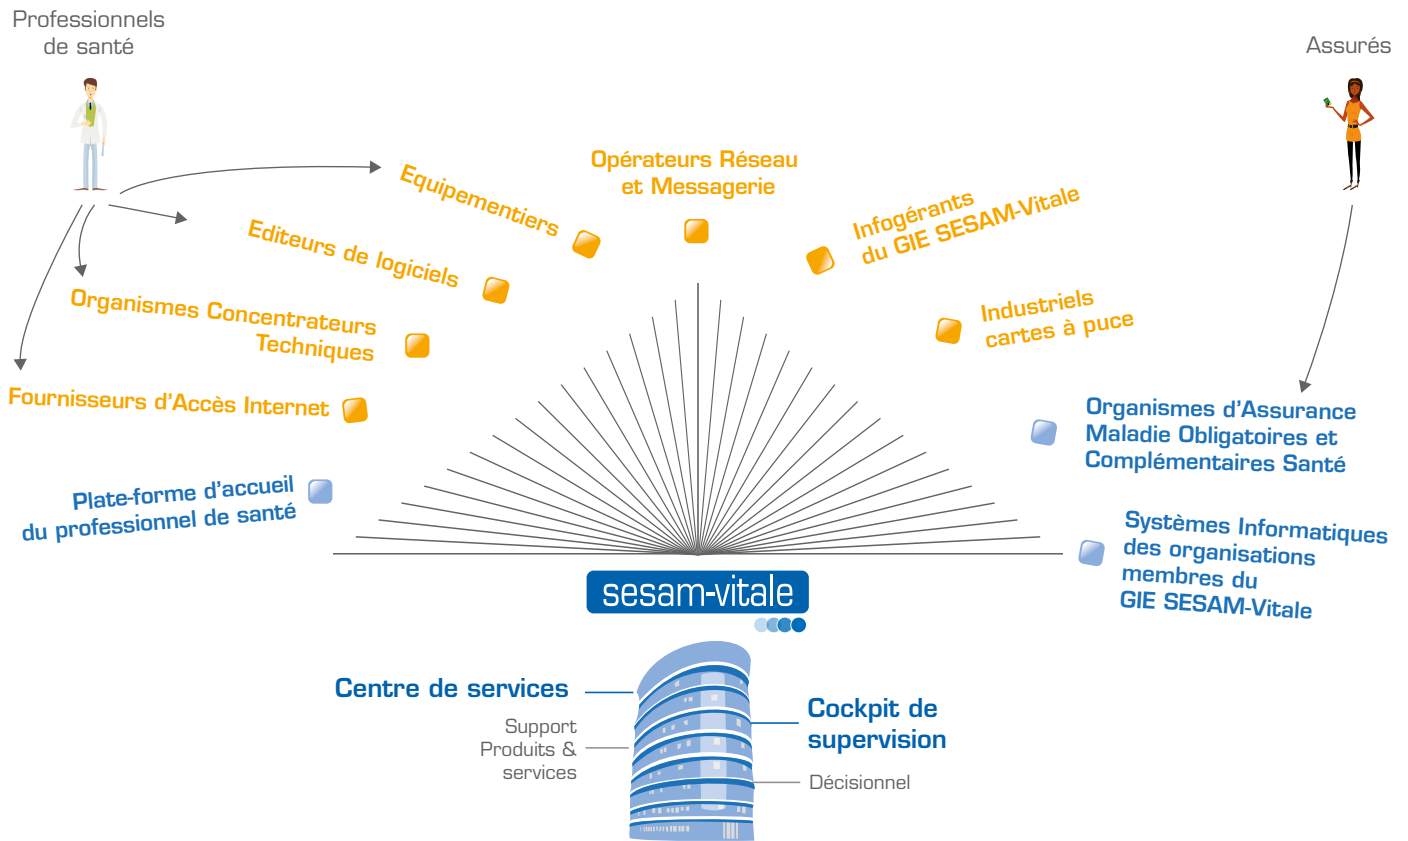 Professionnels
de santé
Assurés
Opérateurs Réseau
et Messagerie
Equipementiers
Infogérants
du GIE SESAM-Vitale
Editeurs de logiciels
Organismes Concentrateurs
Techniques
Industriels
cartes à puce
Fournisseurs d'Accès Internet
Organismes d'Assurance
Maladie Obligatoires et
Complémentaires Santé
Plate-forme d'accueil
du professionnel de santé
Systèmes Informatiques
des organisations
membres du
GIE SESAM-Vitale
sesam-vitale
Centre de services
Support
Produits &
services
Cockpit de
supervision
Décisionnel